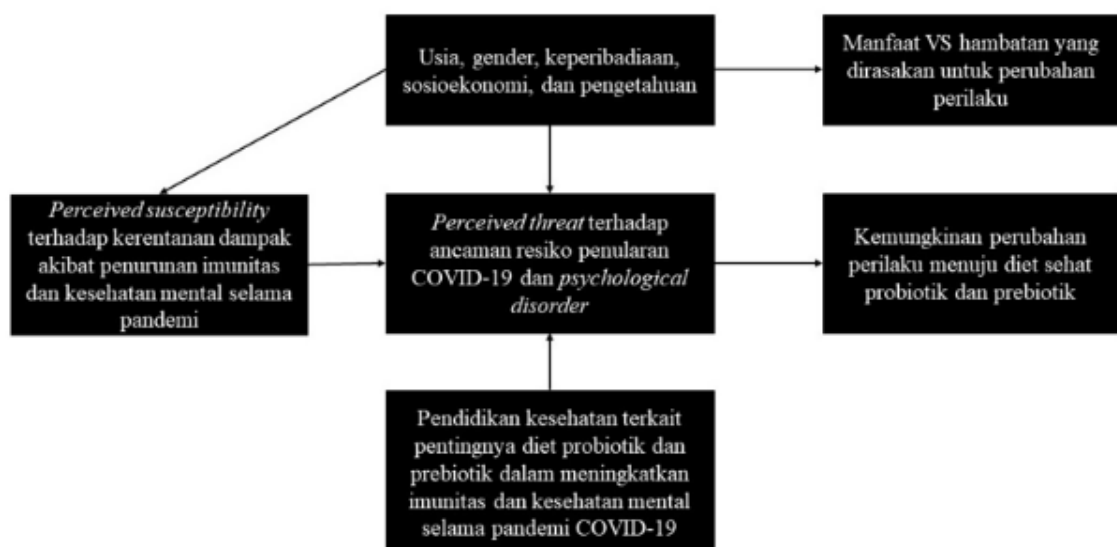 Usia, gender, keperibadiaan,
sosioekonomi, dan pengetahuan
Manfaat VS hambatan yang
dirasakan untuk perubahan
perilaku
Perceived susceptibility
terhadap kerentanan dampak
akibat penurunan imunitas
dan kesehatan mental selama
pandemi
Perceived threat terhadap
ancaman resiko penularan
COVID-19 dan psychological
disorder
Kemungkinan perubahan
perilaku menuju diet sehat
probiotik dan prebiotik
Pendidikan kesehatan terkait
pentingnya diet probiotik dan
prebiotik dalam meningkatkan
imunitas dan kesehatan mental
selama pandemi COVID-19